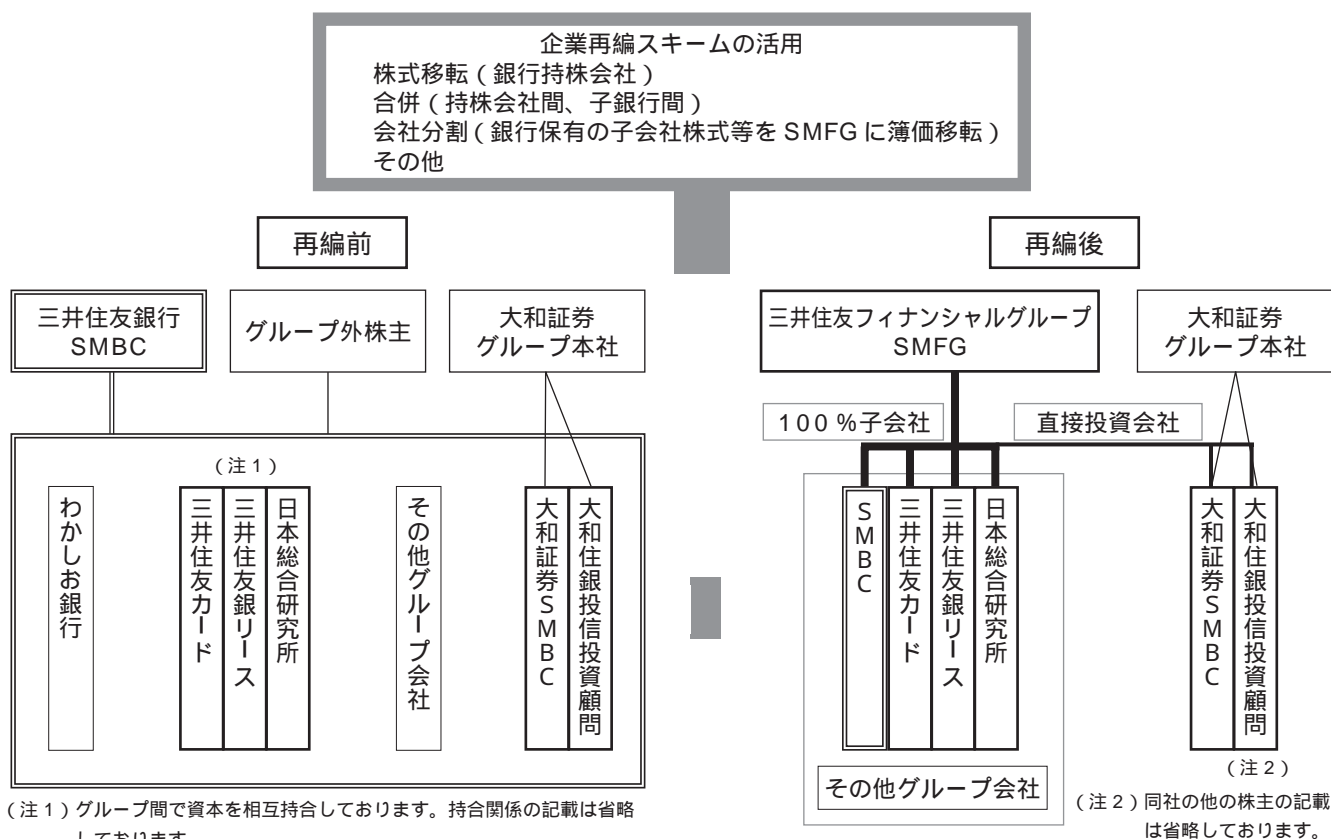 企業再編スキームの活用
株式移転（銀行持株会社）
合併（持株会社間、子銀行間）
会社分割（銀行保有の子会社株式等を SMFG に簿価移転）
その他
再編前
三井住友銀行
SMBC
グループ外株主
大和証券
グループ本社
（注１）
わかしお銀行
三井住友カード
三井住友銀リース
日本総合研究所
その他グループ会社
大和証券ＳＭＢＣ
大和住銀投信投資顧問
（注１）グループ間で資本を相互持合しております。持合関係の記載は省略
しております。
再編後
三井住友フィナンシャルグループ
SMFG
大和証券
グループ本社
１００％子会社
直接投資会社
ＳＭＢＣ
三井住友カード
三井住友銀リース
日本総合研究所
大和証券ＳＭＢＣ
大和住銀投信投資顧問
その他グループ会社
（注２）
（注２）同社の他の株主の記載
は省略しております。